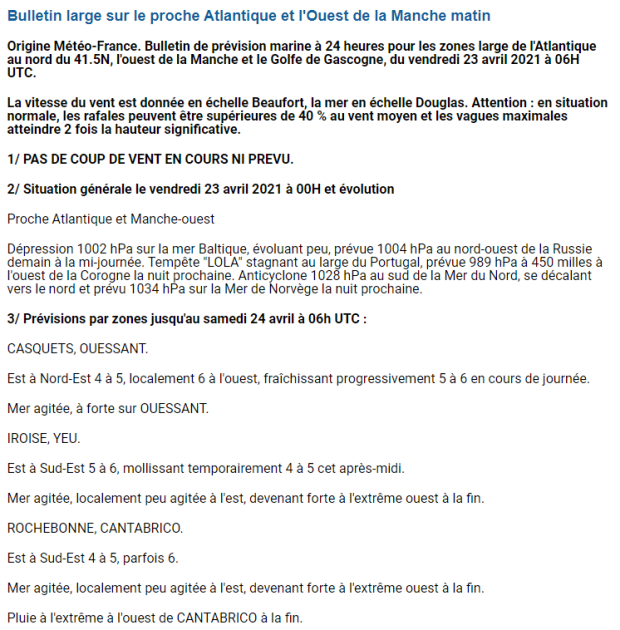 Bulletin large sur le proche Atlantique et l'Ouest de la Manche matin
Origine Météo-France. Bulletin de prévision marine à 24 heures pour les zones large de l'Atlantique
au nord du 41.5N, l'ouest de la Manche et le Golfe de Gascogne, du vendredi 23 avril 2021 à 06H
UTC.
La vitesse du vent est donnée en échelle Beaufort, la mer en échelle Douglas. Attention : en situation
normale, les rafales peuvent être supérieures de 40 % au vent moyen et les vagues maximales
atteindre 2 fois la hauteur significative.
1/ PAS DE COUP DE VENT EN COURS NI PREVU.
2/ Situation générale le vendredi 23 avril 2021 à 00H et évolution
Proche Atlantique et Manche-ouest
Dépression 1002 hPa sur la mer Baltique, évoluant peu, prévue 1004 hPa au nord-ouest de la Russie
demain à la mi-journée. Tempête "LOLA" stagnant au large du Portugal, prévue 989 hPa à 450 milles à
l'ouest de la Corogne la nuit prochaine. Anticyclone 1028 hPa au sud de la Mer du Nord, se décalant
vers le nord et prévu 1034 hPa sur la Mer de Norvège la nuit prochaine.
3/ Prévisions par zones jusqu'au samedi 24 avril à 06h UTC :
CASQUETS, OUESSANT.
Est à Nord-Est 4 à 5, localement 6 à l'ouest, fraîchissant progressivement 5 à 6 en cours de journée.
Mer agitée, à forte sur OUESSANT.
IROISE, YEU.
Est à Sud-Est 5 à 6, mollissant temporairement 4 à 5 cet après-midi.
Mer agitée, localement peu agitée à l'est, devenant forte à l'extrême ouest à la fin.
ROCHEBONNE, CANTABRICO.
Est à Sud-Est 4 à 5, parfois 6.
Mer agitée, localement peu agitée à l'est, devenant forte à l'extrême ouest à la fin.
Pluie à l'extrême à l'ouest de CANTABRICO à la fin.